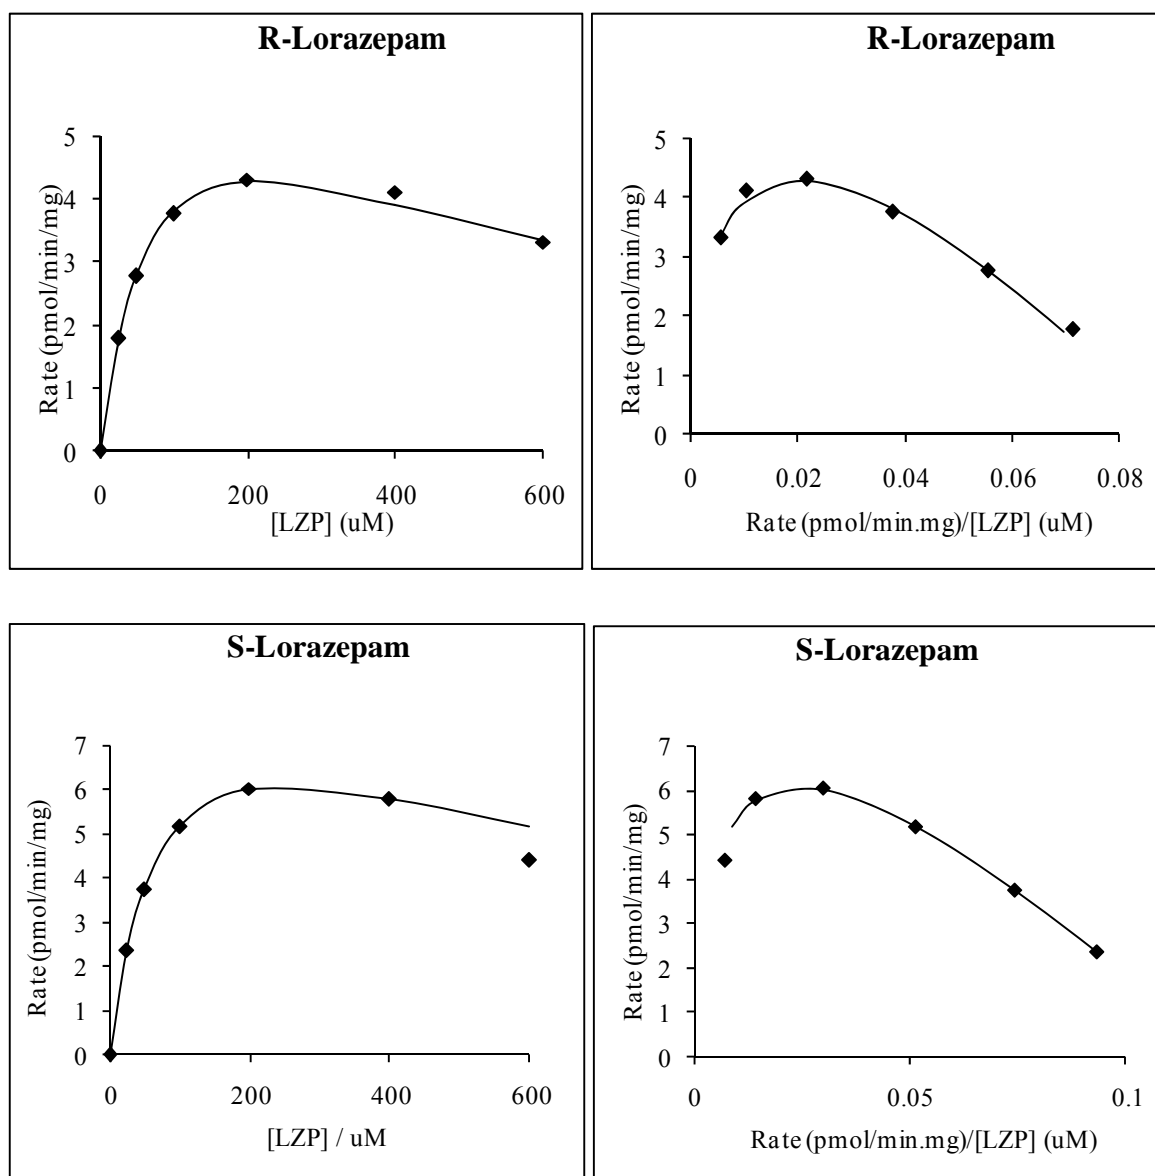 R-Lorazepam
Rate (pmol/min/mg)
5
4
3
2
1
0
0 200 400 600
[LZP] (uM)
R-Lorazepam
Rate (pmol/min/mg)
5
4
3
2
1
0
0 0.02 0.04 0.06 0.08
Rate (pmol/min.mg)/[LZP] (uM)
S-Lorazepam
Rate (pmol/min/mg)
7
6
5
4
3
2
1
0
0 200 400 600
[LZP] / uM
S-Lorazepam
Rate (pmol/min/mg)
7
6
5
4
3
2
1
0
0 0.05 0.1
Rate (pmol/min.mg)/[LZP] (uM)